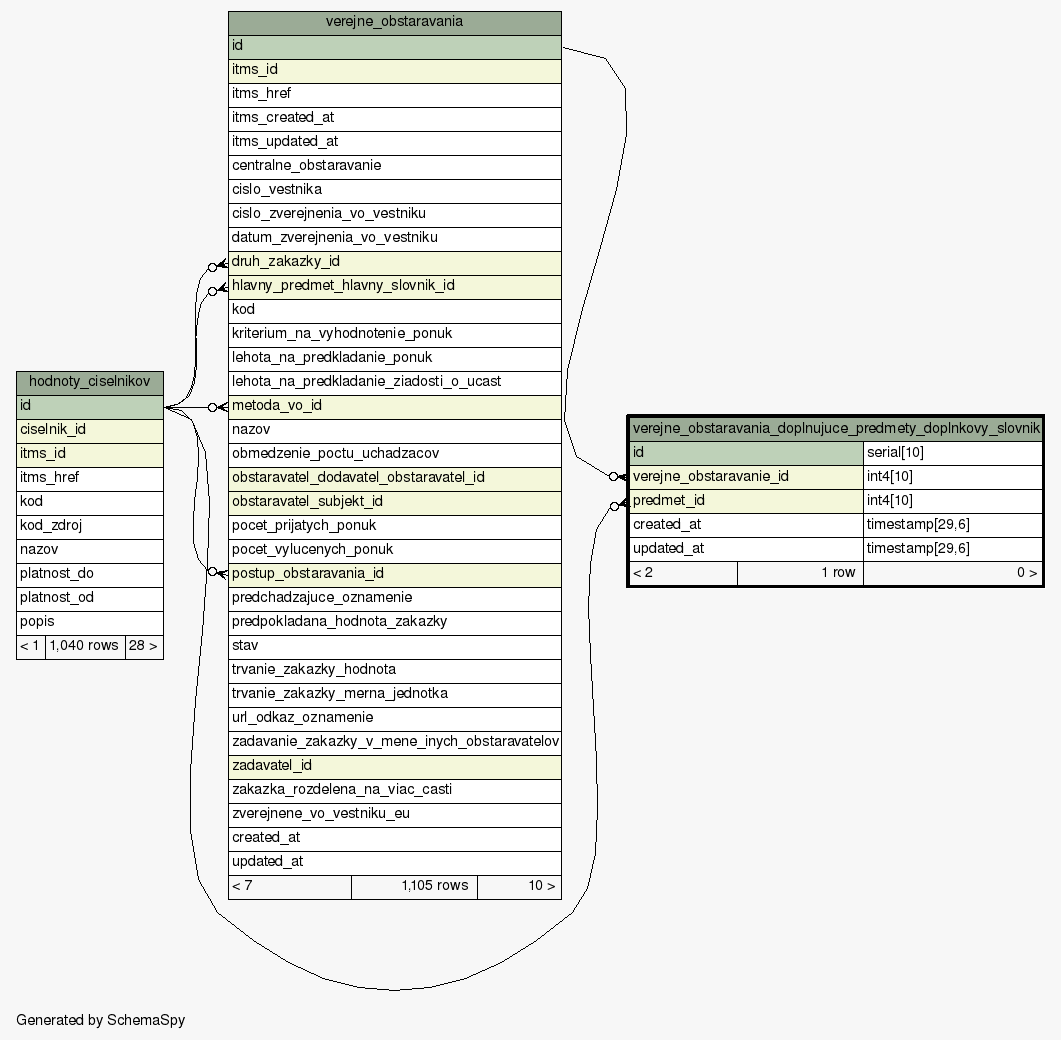 verejne_obstaravania
id
itms_id
itms_href
itms_created_at
itms_updated_at
centralne_obstaravanie
cislo_vestnika
cislo_zverejnenia_vo_vestniku
datum_zverejnenia_vo_vestniku
druh_zakazky_id
hlavny_predmet_hlavny_slovnik_id
kod
kriterium_na_vyhodnotenie_ponuk
lehota_na_predkladanie_ponuk
lehota_na_predkladanie_ziadosti_o_ucast
metoda_vo_id
nazov
obmedzenie_poctu_uchadzacov
obstaravatel_dodavatel_obstaravatel_id
obstaravatel_subjekt_id
pocet_prijatych_ponuk
pocet_vylucenych_ponuk
postup_obstaravania_id
predchadzajuce_oznamenie
predpokladana_hodnota_zakazky
stav
trvanie_zakazky_hodnota
trvanie_zakazky_merna_jednotka
url_odkaz_oznamenie
zadavanie_zakazky_v_mene_inych_obstaravatelov
zadavatel_id
zakazka_rozdelena_na_viac_casti
zverejnene_vo_vestniku_eu
created_at
updated_at
< 7 1,105 rows 10 >
hodnoty_ciselnikov
id
ciselnik_id
itms_id
itms_href
kod
kod_zdroj
nazov
platnost_do
platnost_od
popis
< 1 1,040 rows 28 >
verejne_obstaravania_doplnujuce_predmety_doplnkovy_slovnik
id serial[10]
verejne_obstaravanie_id int4[10]
predmet_id int4[10]
created_at timestamp[29,6]
updated_at timestamp[29,6]
< 2 1 row 0 >
Generated by SchemaSpy